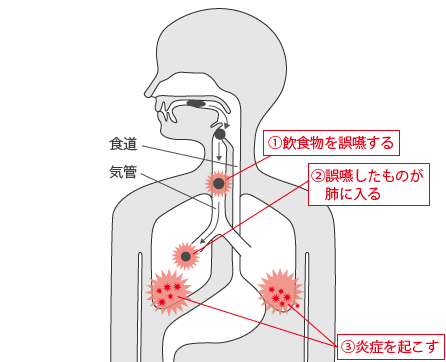 食道
気管
①飲食物を誤嚥する
②誤嚥したものが
肺に入る
③炎症を起こす